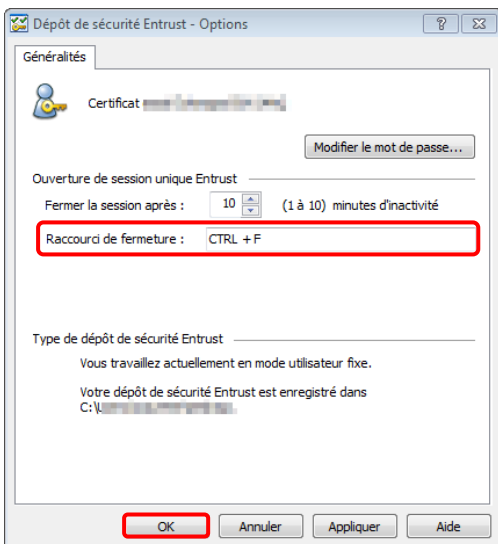 Dépôt de sécurité Entrust - Options
Généralités
Certificat
Modifier le mot de passe...
Ouverture de session unique Entrust
Fermer la session après : 10 (1 à 10) minutes d'inactivité
Raccourci de fermeture : CTRL +F
Type de dépôt de sécurité Entrust
Vous travaillez actuellement en mode utilisateur fixe.
Votre dépôt de sécurité Entrust est enregistré dans
C:\
OK Annuler Appliquer Aide